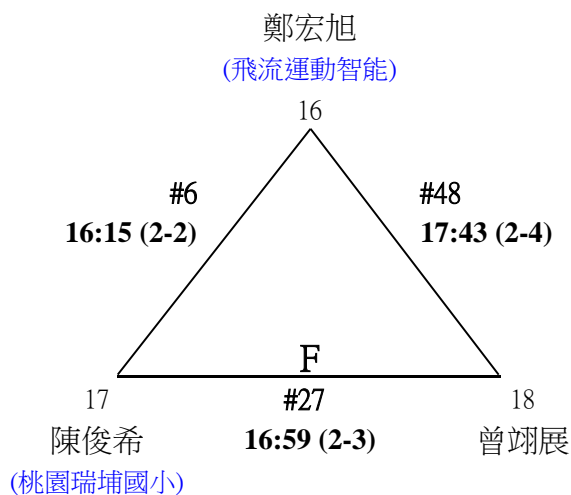 鄭宏旭
(飛流運動智能)
16
#6
16:15 (2-2)
#48
17:43 (2-4)
F
17
#27
18
陳俊希
16:59 (2-3)
曾翊展
(桃園瑞埔國小)